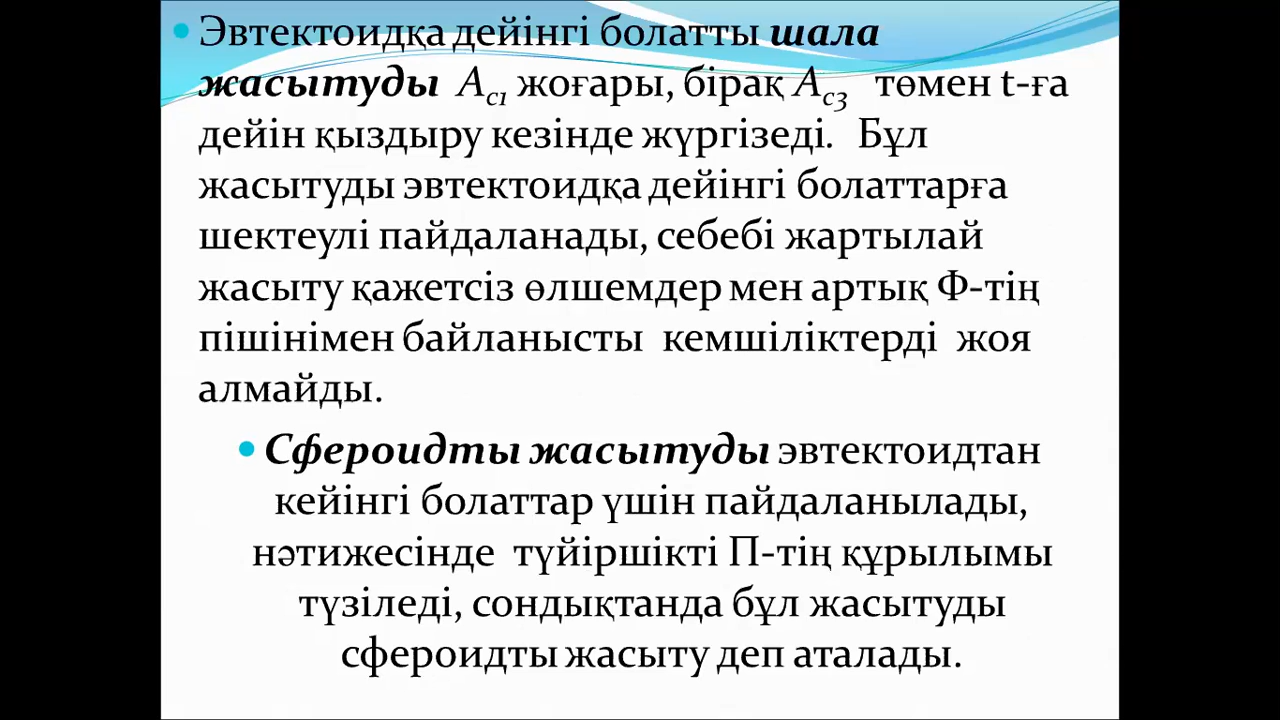 Эвтектоидқа дейінгі болатты шала
жасытуды Ас1 жоғары, бірақ Ас3 төмен t-ға
дейін қыздыру кезінде жүргізеді. Бұл
жасытуды эвтектоидқа дейінгі болаттарға
шектеулі пайдаланады, себебі жартылай
жасыту қажетсіз өлшемдер мен артық Ф-тің
пішінімен байланысты кемшіліктерді жоя
алмайды.
Сфероидты жасытуды эвтектоидтан
кейінгі болаттар үшін пайдаланылады,
нәтижесінде түйіршікті П-тің құрылымы
түзіледі, сондықтанда бұл жасытуды
сфероидты жасыту деп аталады.